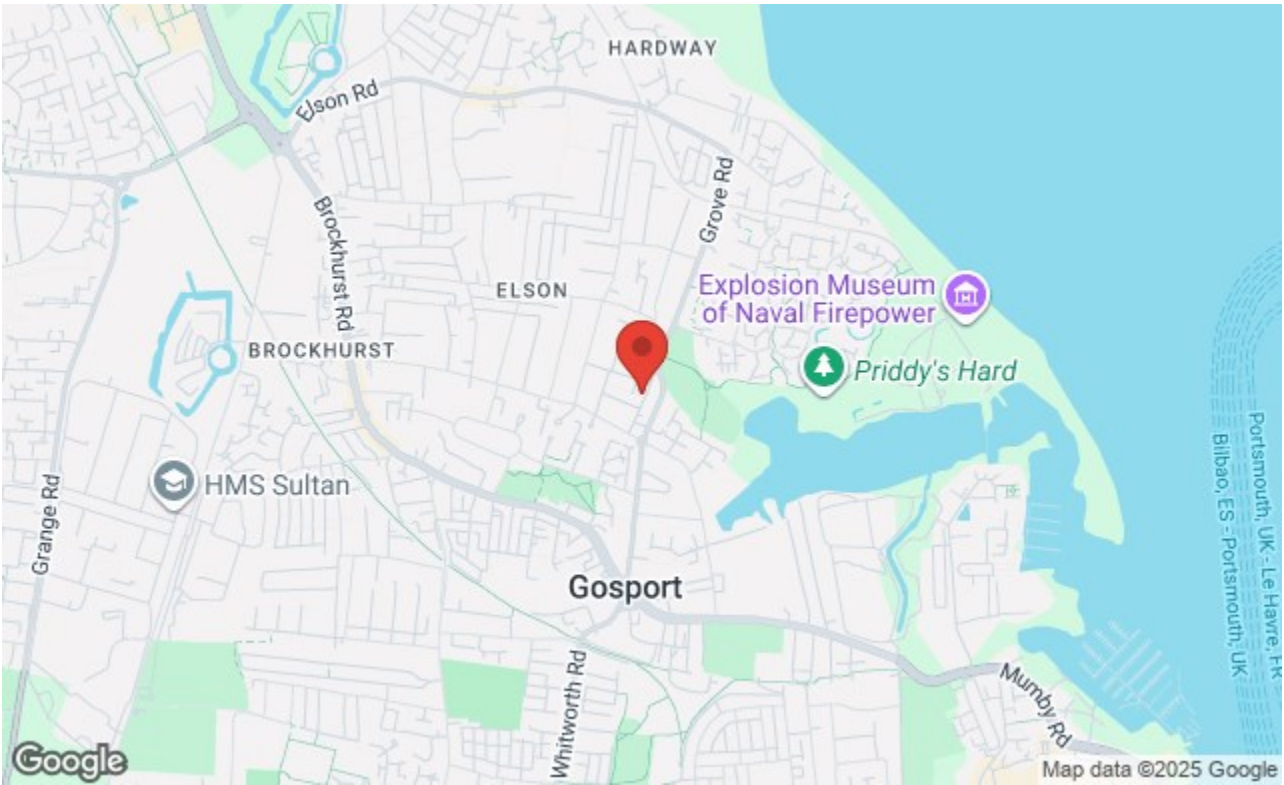 HARDWAY
Elson Rd
Grove Rd
Brockhurst Rd
ELSON
Explosion Museum
of Naval Firepower
BROCKHURST
Priddy's Hard
HMS Sultan
Grange Rd
Portsmouth, UK - Le Havre, FR
Bilbao, ES - Portsmouth, UK
Gosport
Whitworth Rd
Mumby Rd
Google
Map data ©2025 Google